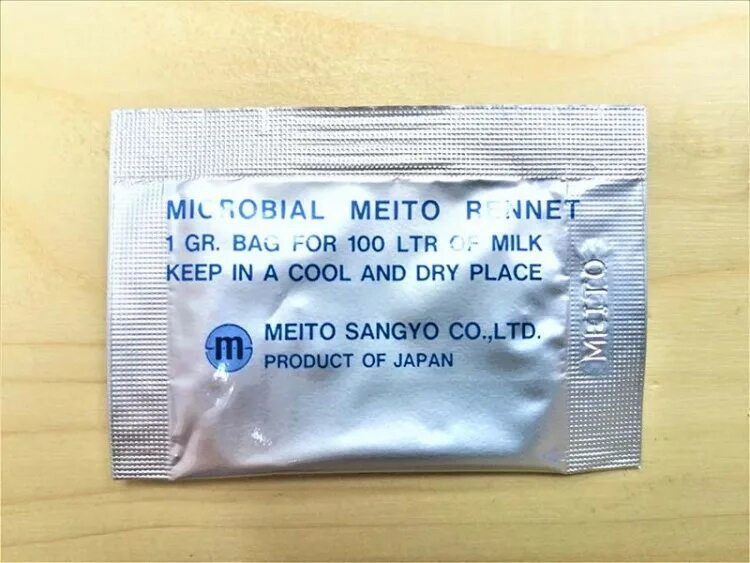 MICROBIAL MEITO RENNET
1 GR. BAG FOR 100 LTR OF MILK
KEEP IN A COOL AND DRY PLACE
m MEITO SANGYO CO.,LTD.
PRODUCT OF JAPAN
MEITO